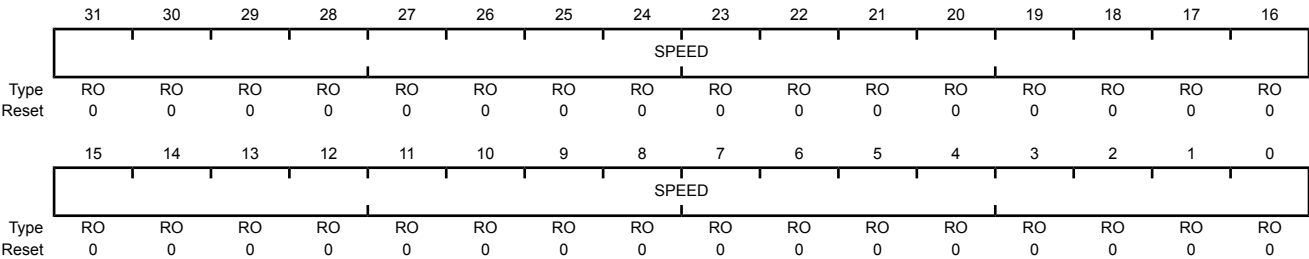 31 30 29 28 27 26 25 24 23 22 21 20 19 18 17 16
SPEED
Type RO RO RO RO RO RO RO RO RO RO RO RO RO RO RO RO
Reset 0 0 0 0 0 0 0 0 0 0 0 0 0 0 0 0
15 14 13 12 11 10 9 8 7 6 5 4 3 2 1 0
SPEED
Type RO RO RO RO RO RO RO RO RO RO RO RO RO RO RO RO
Reset 0 0 0 0 0 0 0 0 0 0 0 0 0 0 0 0